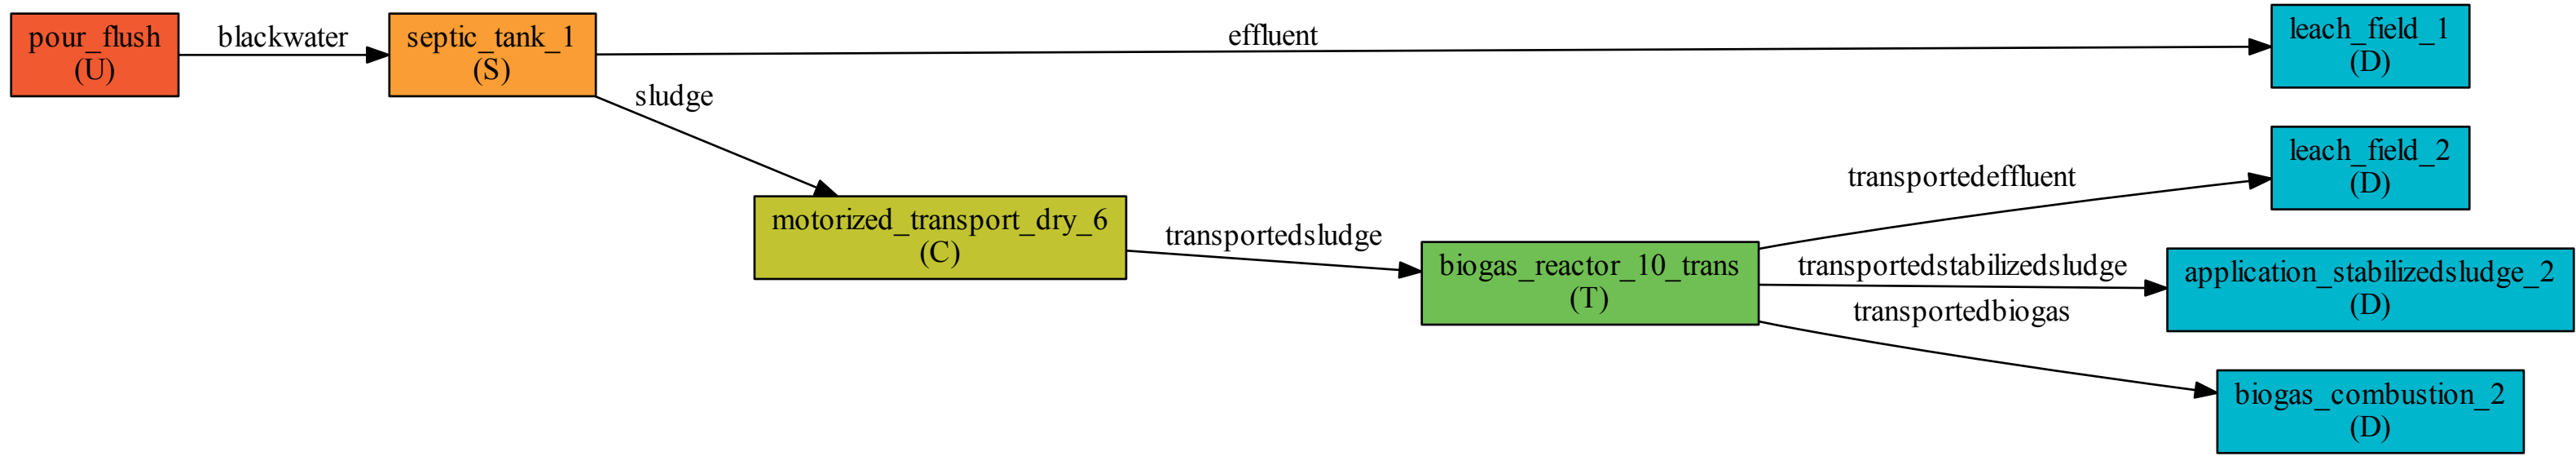 pour_flush
(U)
blackwater
septic_tank_1
(S)
effluent
leach_field_1
(D)
sludge
motorized_transport_dry_6
(C)
transportedsludge
biogas_reactor_10_trans
(T)
transportedeffluent
leach_field_2
(D)
transportedstabilizedsludge
application_stabilizedsludge_2
(D)
transportedbiogas
biogas_combustion_2
(D)